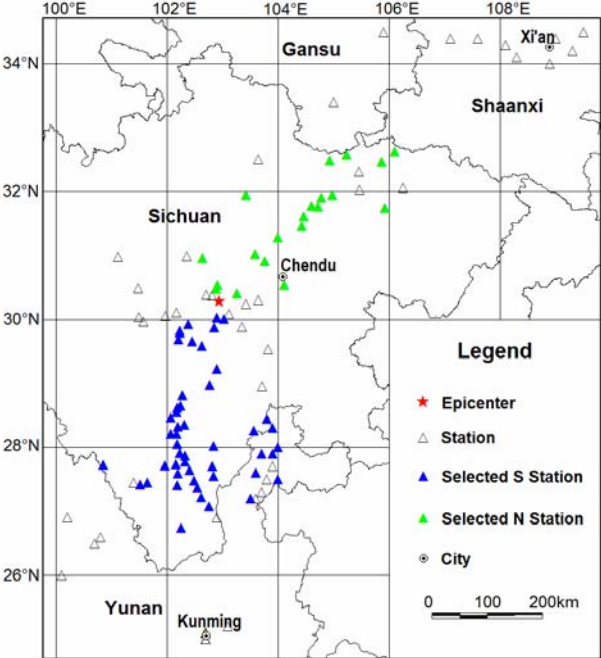 100°E 102°E 104°E 106°E 108°E
Xi'an
Gansu
34°N
Shaanxi
32°N
Sichuan
Chendu
30°N
Legend
Epicenter
Station
28°N
Selected S Station
Selected N Station
City
26°N
Yunan
Kunming
0 100 200km